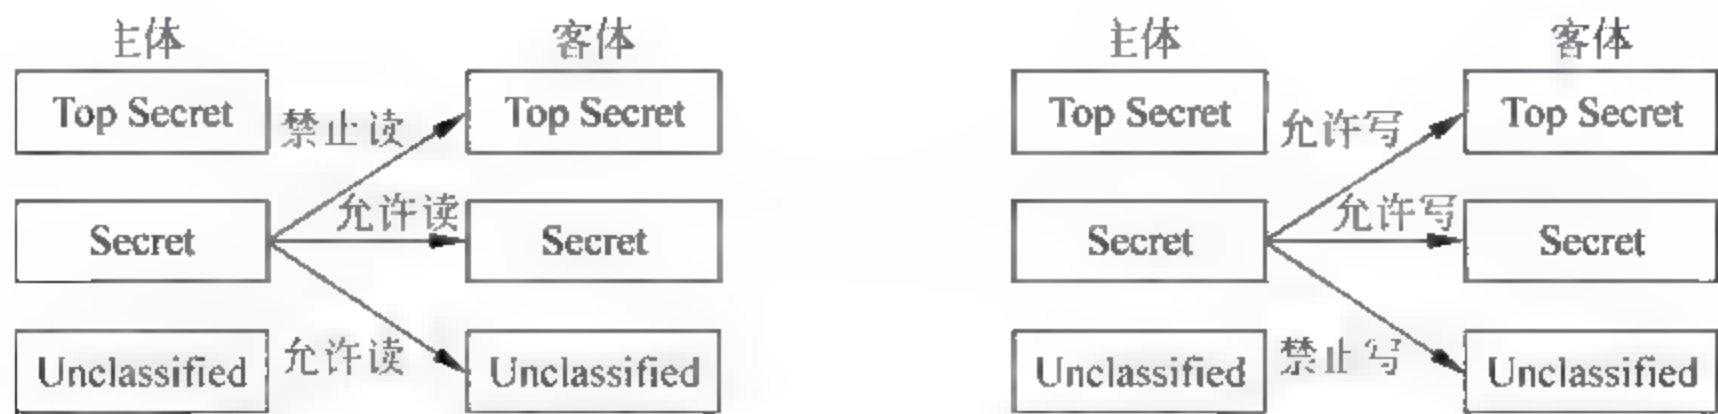 主体 客体
Top Secret 禁止读 Top Secret
Secret 允许读 Secret
Unclassified 允许读 Unclassified
主体 客体
Top Secret 允许写 Top Secret
Secret 允许写 Secret
Unclassified 禁止写 Unclassified